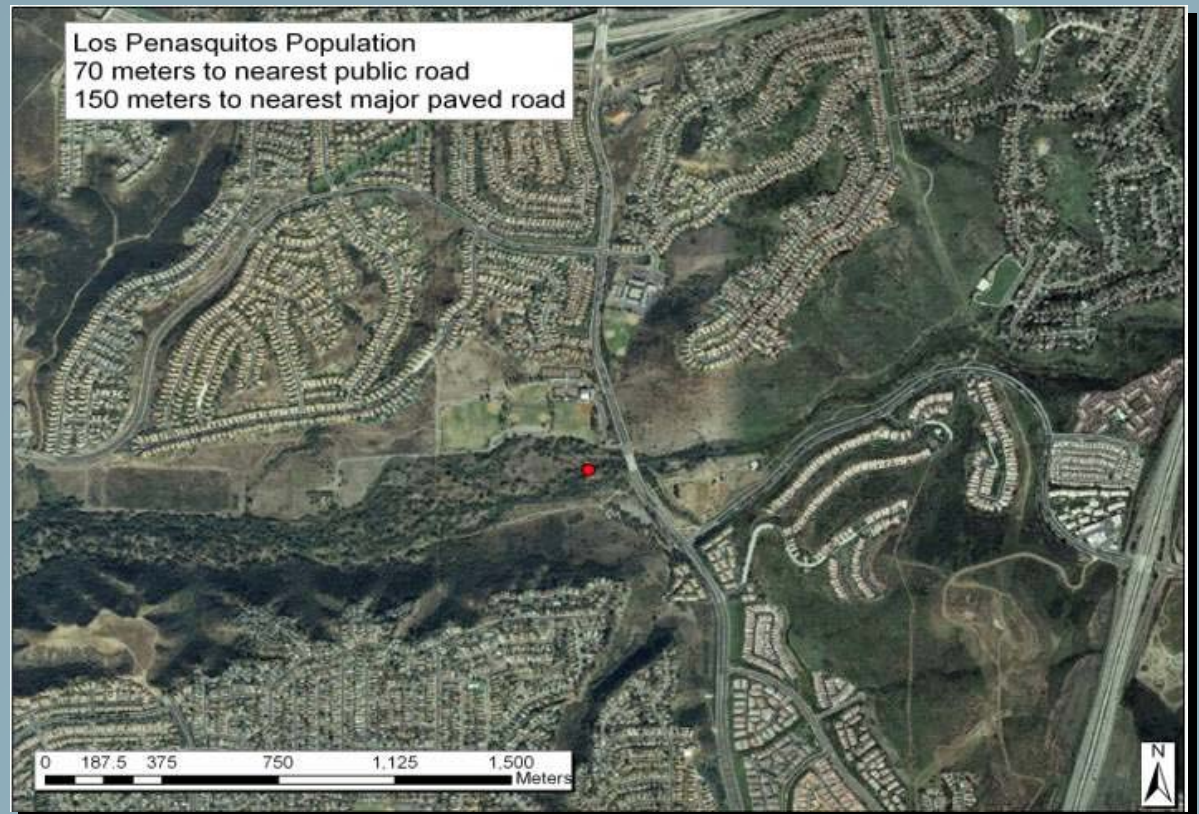 Los Penasquitos Population
70 meters to nearest public road
150 meters to nearest major paved road
0 187.5 375 750 1,125 1,500
Meters
N